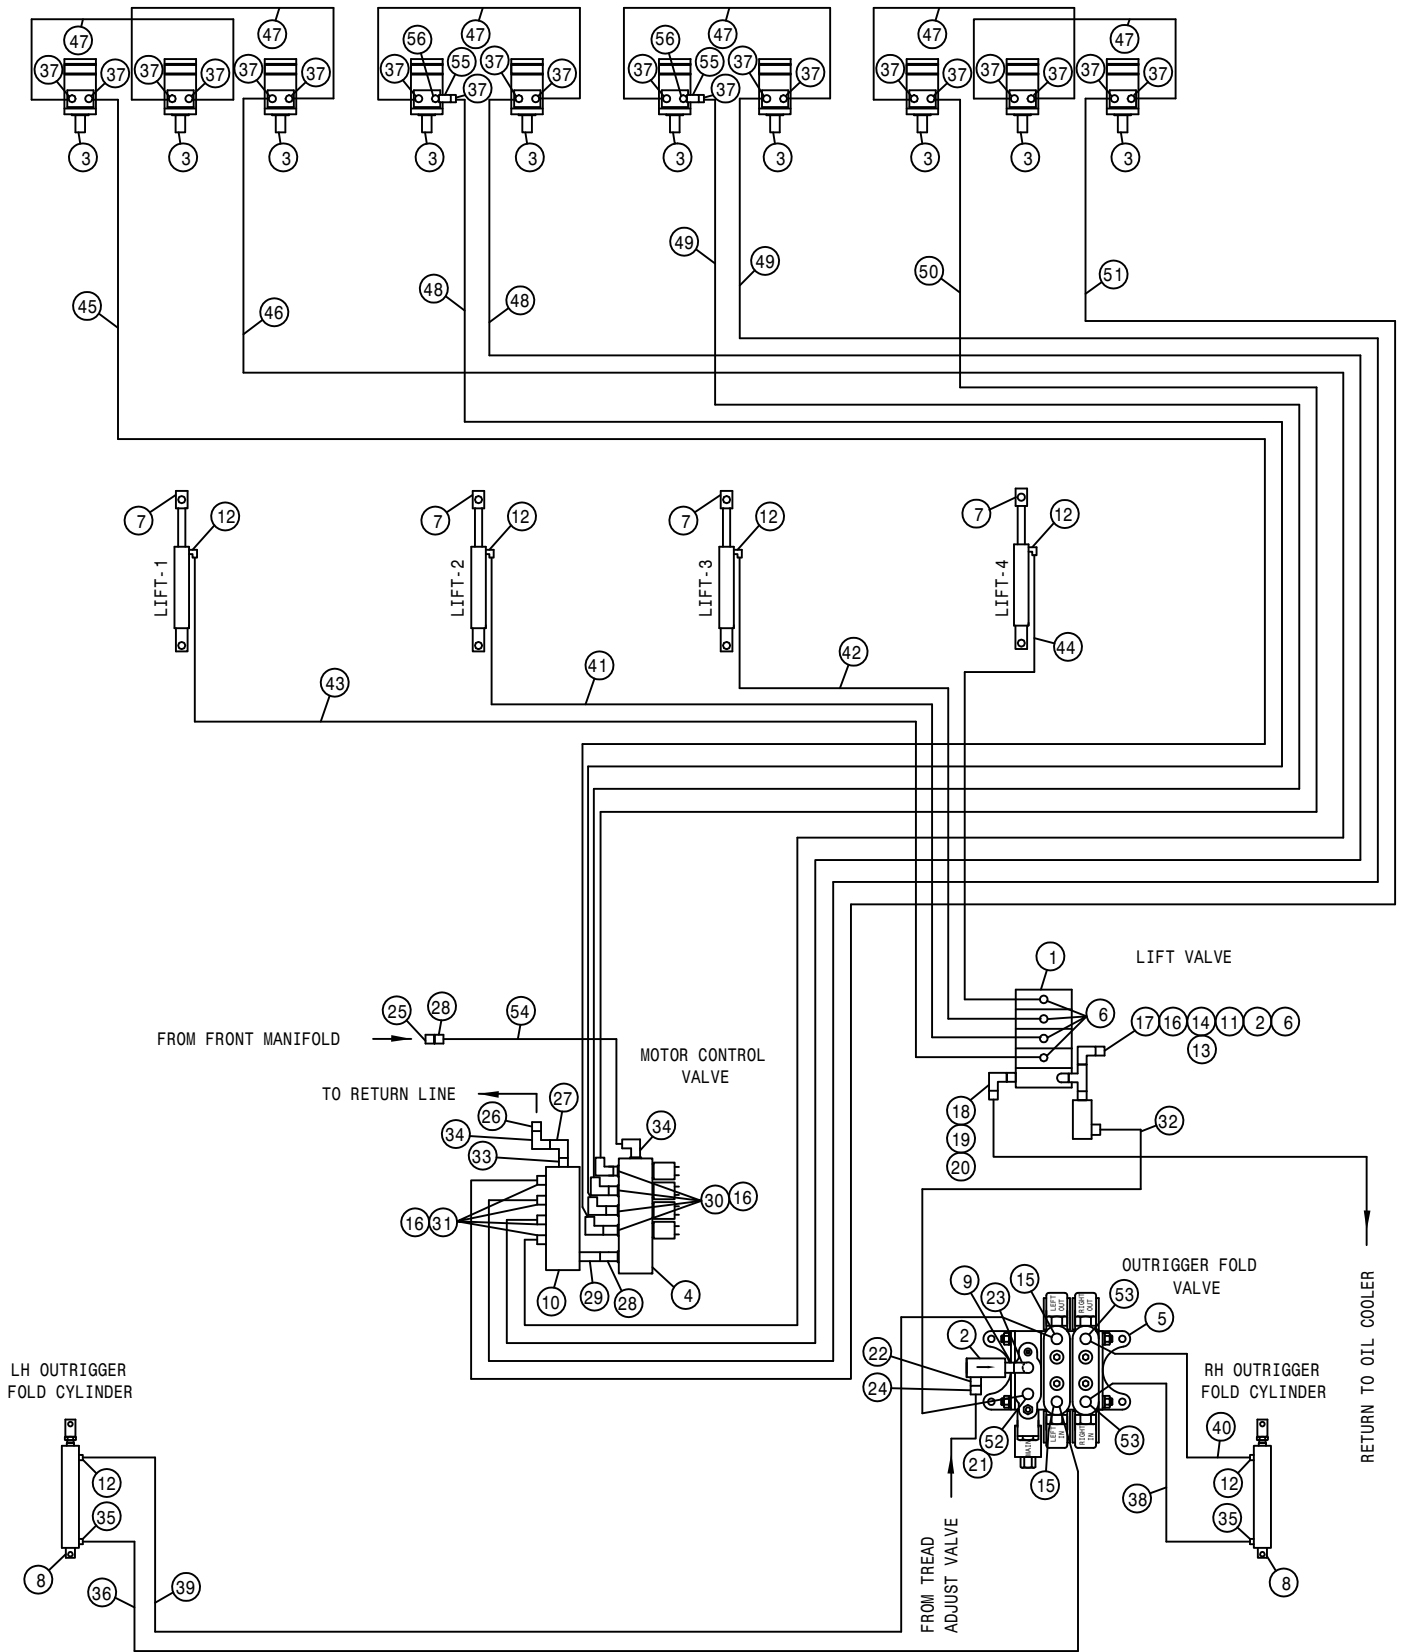 47 47 47 47 47 47
56 56
37 37 37 37 37 37 37 55 37 37 55 37 37 37 37 37 37 37
37 37
3 3 3 3 3 3 3 3 3 3
45 46 48 48 49 49 50 51
7 12 7 12 7 12 7 12
LIFT-1
LIFT-2
LIFT-3
LIFT-4
43 41 42 44
1 LIFT VALVE
25 28 54
FROM FRONT MANIFOLD
6 17 16 14 11 2 6
13
MOTOR CONTROL
VALVE
TO RETURN LINE
26 27
34 34
33
18
19
20
32
16 31
30 16
10 29 28 4
OUTRIGGER FOLD
VALVE
9 23 15 53 5
LEFT
OUT
RIGHT
OUT
2
22
24
LEFT
IN
RIGHT
IN
MAIN
52
21
15
53
LH OUTRIGGER
FOLD CYLINDER
RH OUTRIGGER
FOLD CYLINDER
RETURN TO OIL COOLER
40
12 12
35 38 35
8 36 39 8
FROM TREAD
ADJUST VALVE